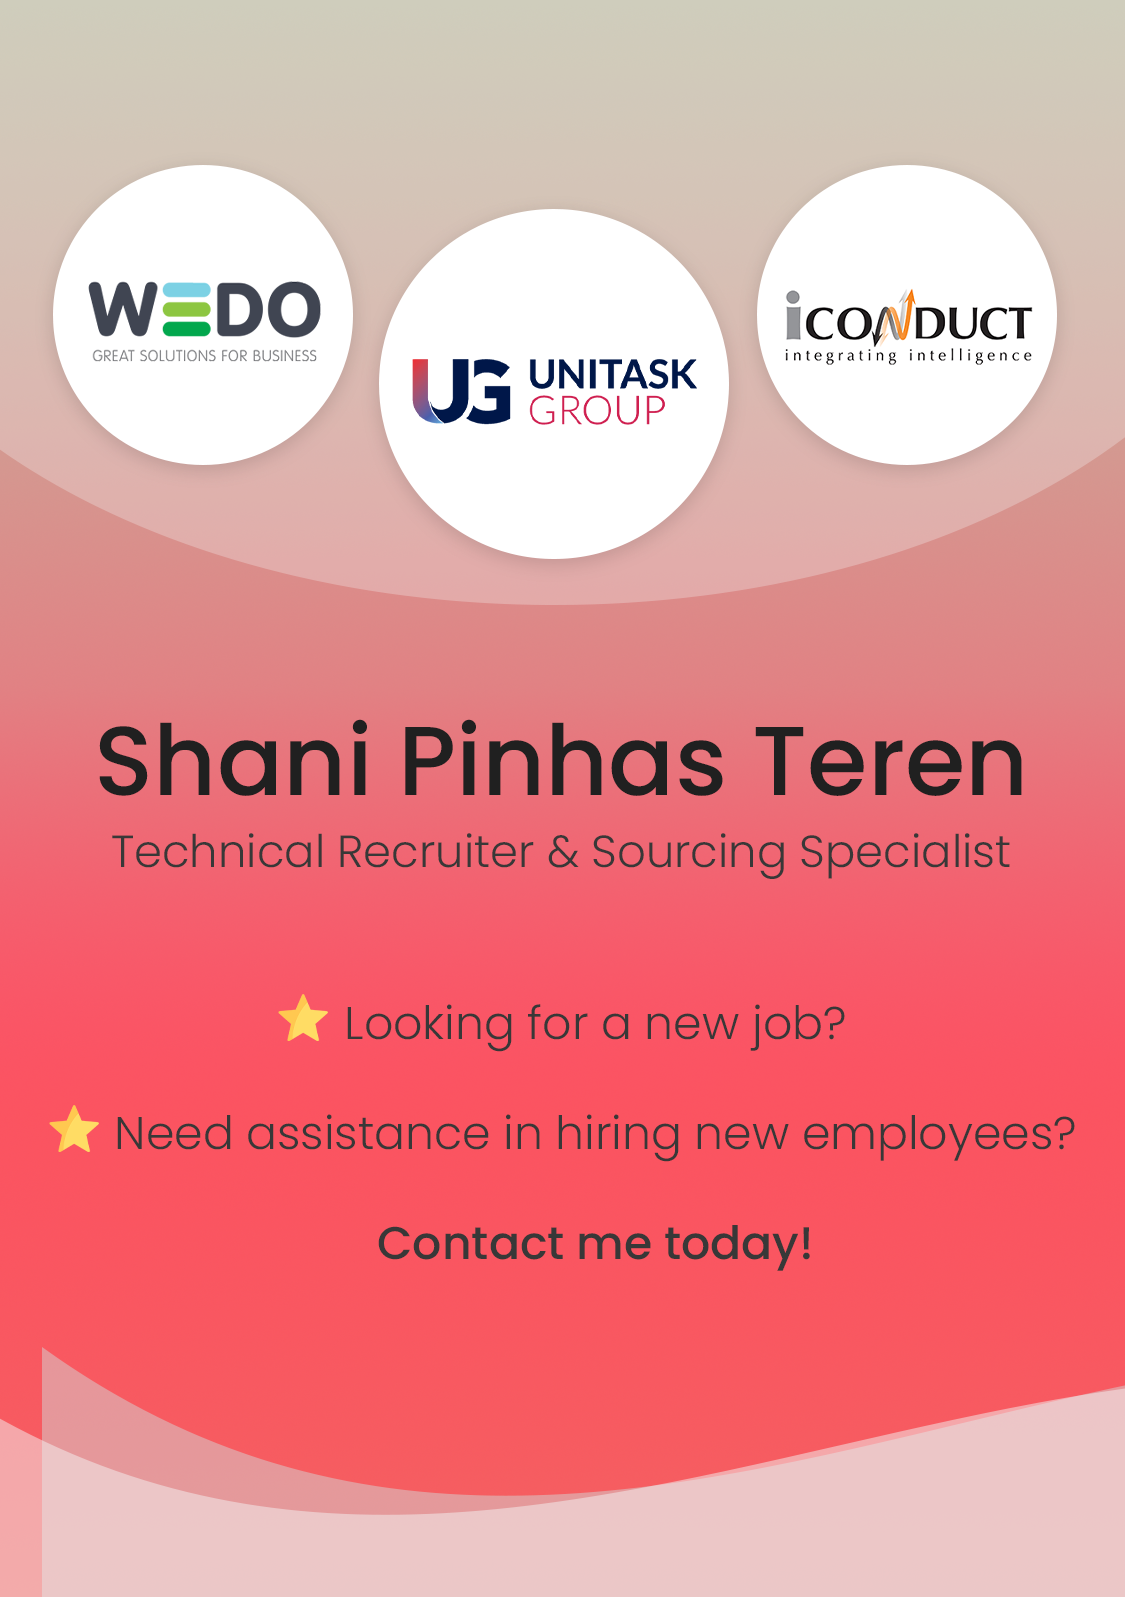 WEDO
GREAT SOLUTIONS FOR BUSINESS
UG UNITASK
GROUP
iCONDUCT
integrating intelligence
Shani Pinhas Teren
Technical Recruiter & Sourcing Specialist
Looking for a new job?
Need assistance in hiring new employees?
Contact me today!